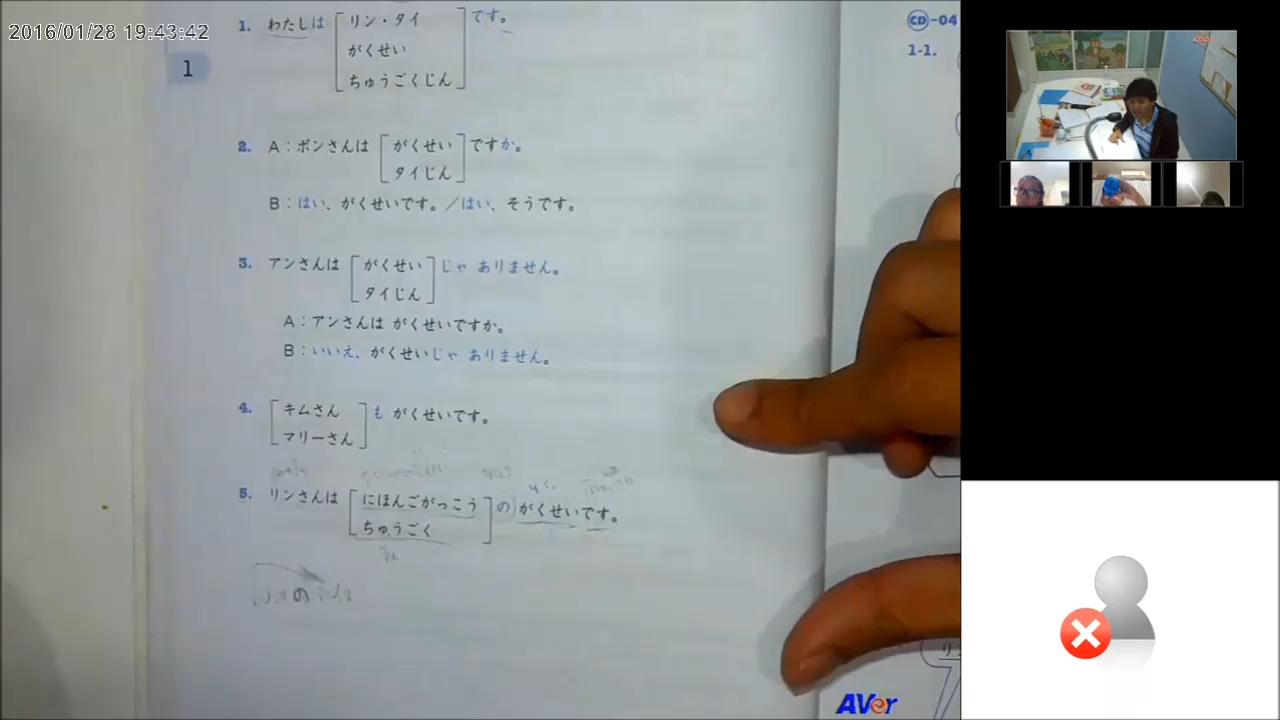 2016/01/28 19:43:42
1
1. わたしは [リン・タイ] です。
がくせい
ちゅうごくじん
2. A：ポンさんは [がくせい] ですか。
タイじん
B：はい、がくせいです。／はい、そうです。
3. アンさんは [がくせい] じゃ ありません。
タイじん
A：アンさんは がくせいですか。
B：いいえ、がくせいじゃ ありません。
4. [キムさん] も がくせいです。
マリーさん
5. リンさんは [にほんごがっこう] の がくせいです。
ちゅうごく
の
CD-04
1-1.
AVer